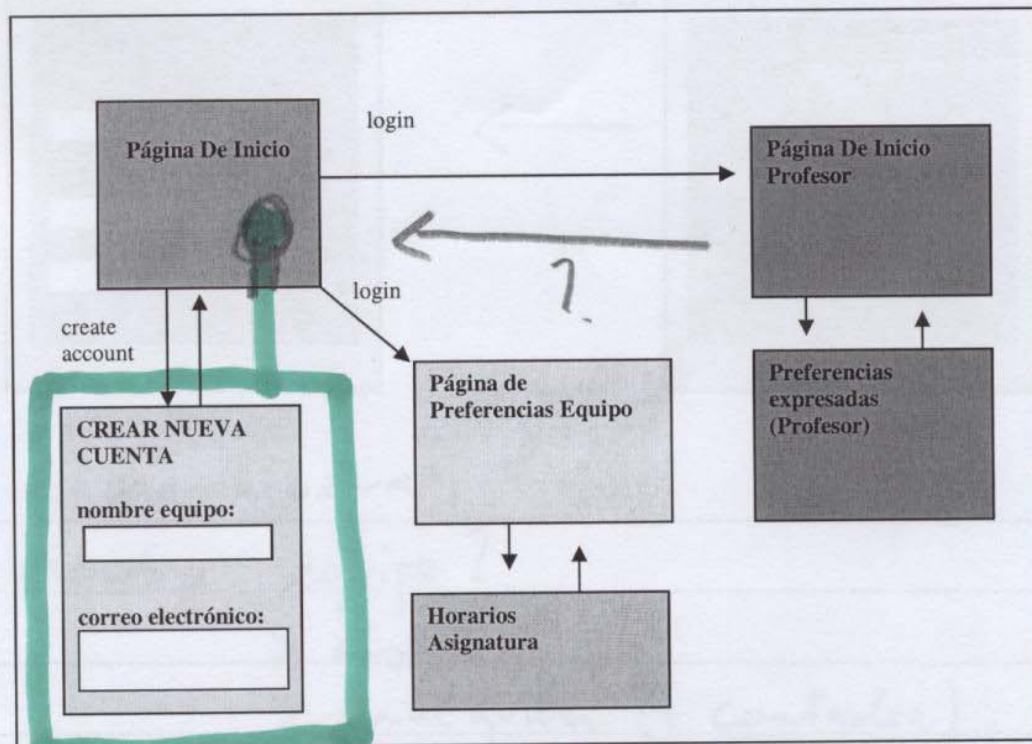 Página De Inicio
login
Página De Inicio
Profesor
?
login
create
account
Página de
Preferencias Equipo
Preferencias
expresadas
(Profesor)
CREAR NUEVA
CUENTA
nombre equipo:
correo electrónico:
Horarios
Asignatura